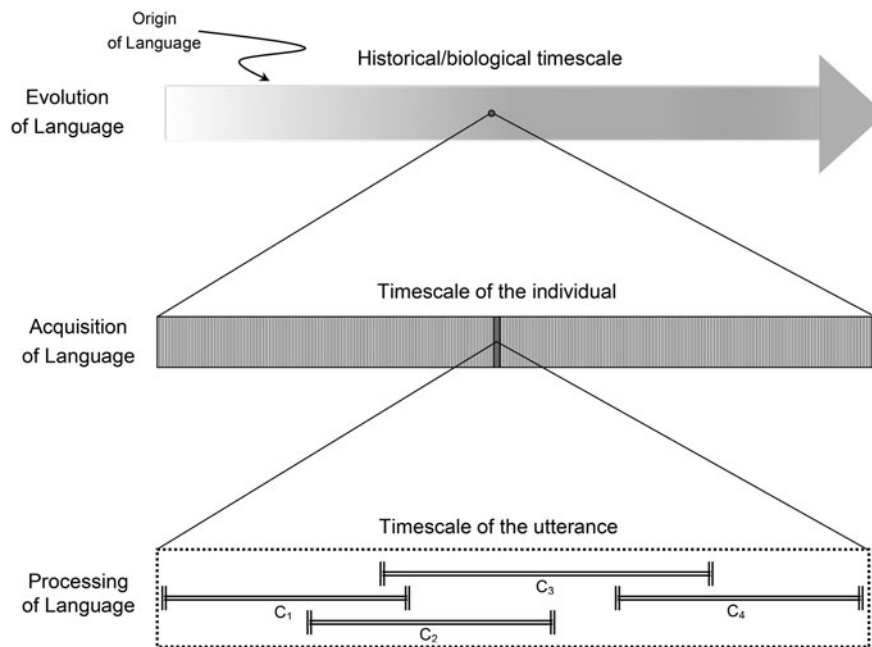 Origin
of Language
Historical/biological timescale
Evolution
of Language
Timescale of the individual
Acquisition
of Language
Timescale of the utterance
Processing
of Language
C₃
C₁
C₄
C₂